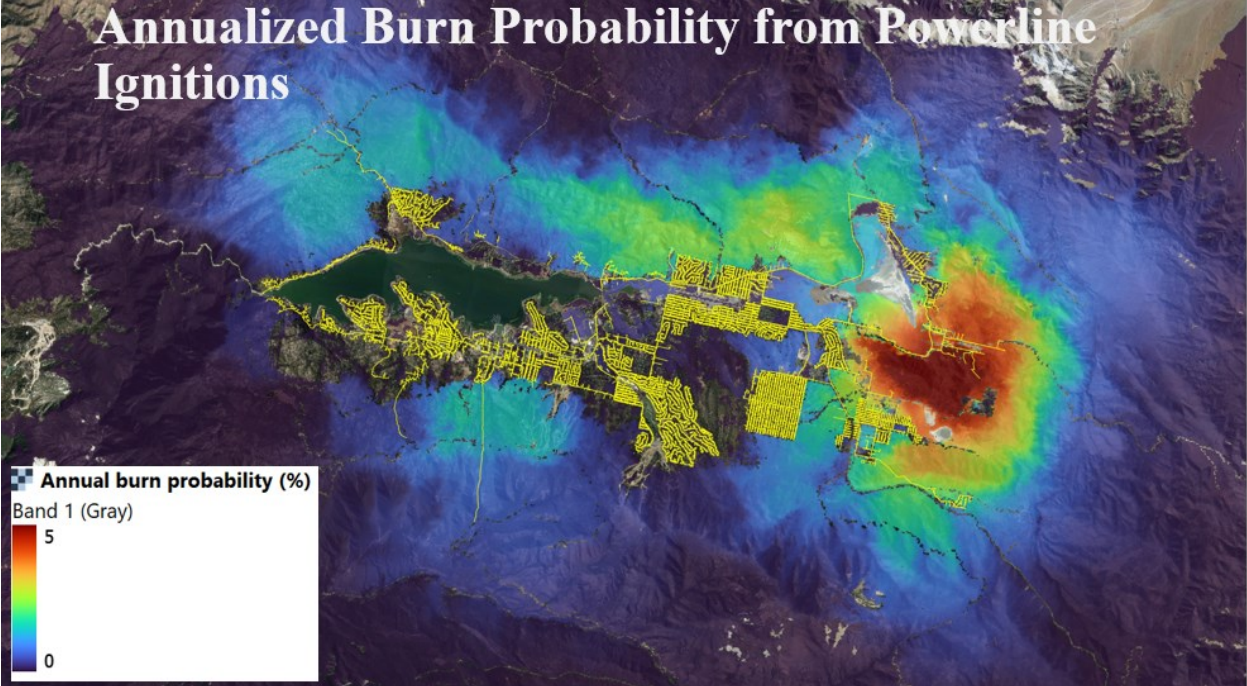 Annualized Burn Probability from Powerline
Ignitions
Annual burn probability (%)
Band 1 (Gray)
5
0